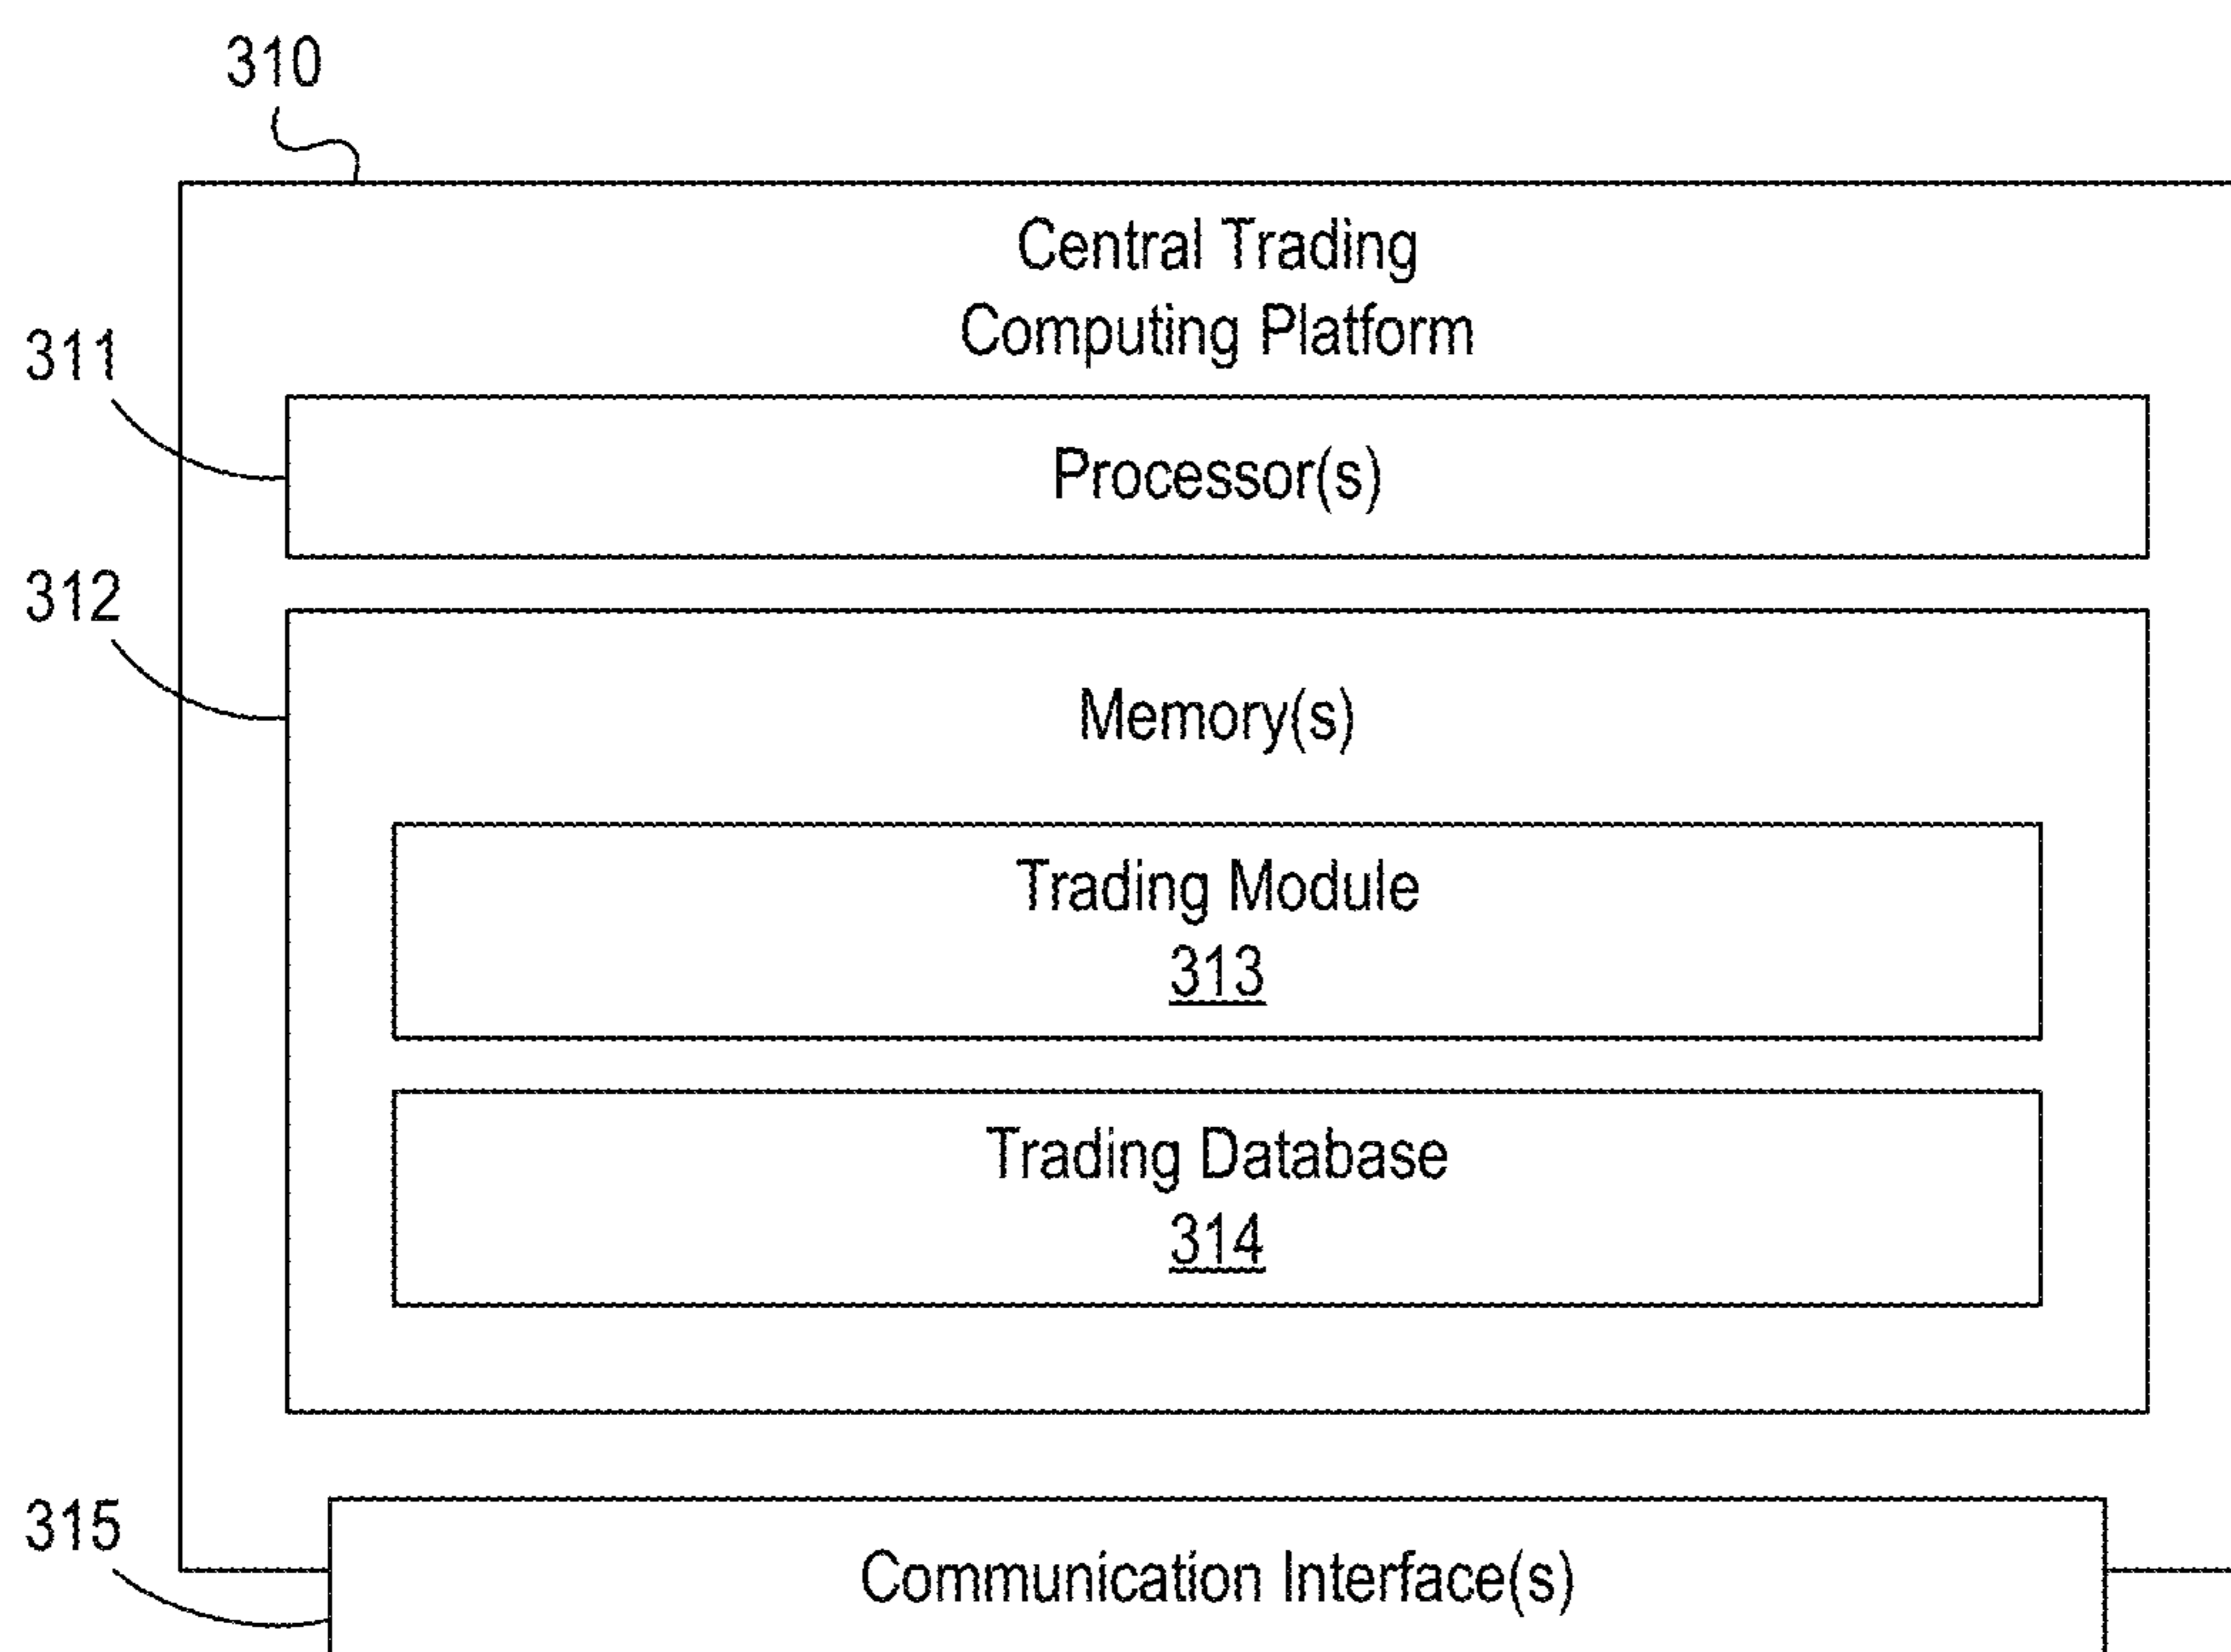 310
Central Trading
Computing Platform
311
Processor(s)
312
Memory(s)
Trading Module
313
Trading Database
314
315
Communication Interface(s)